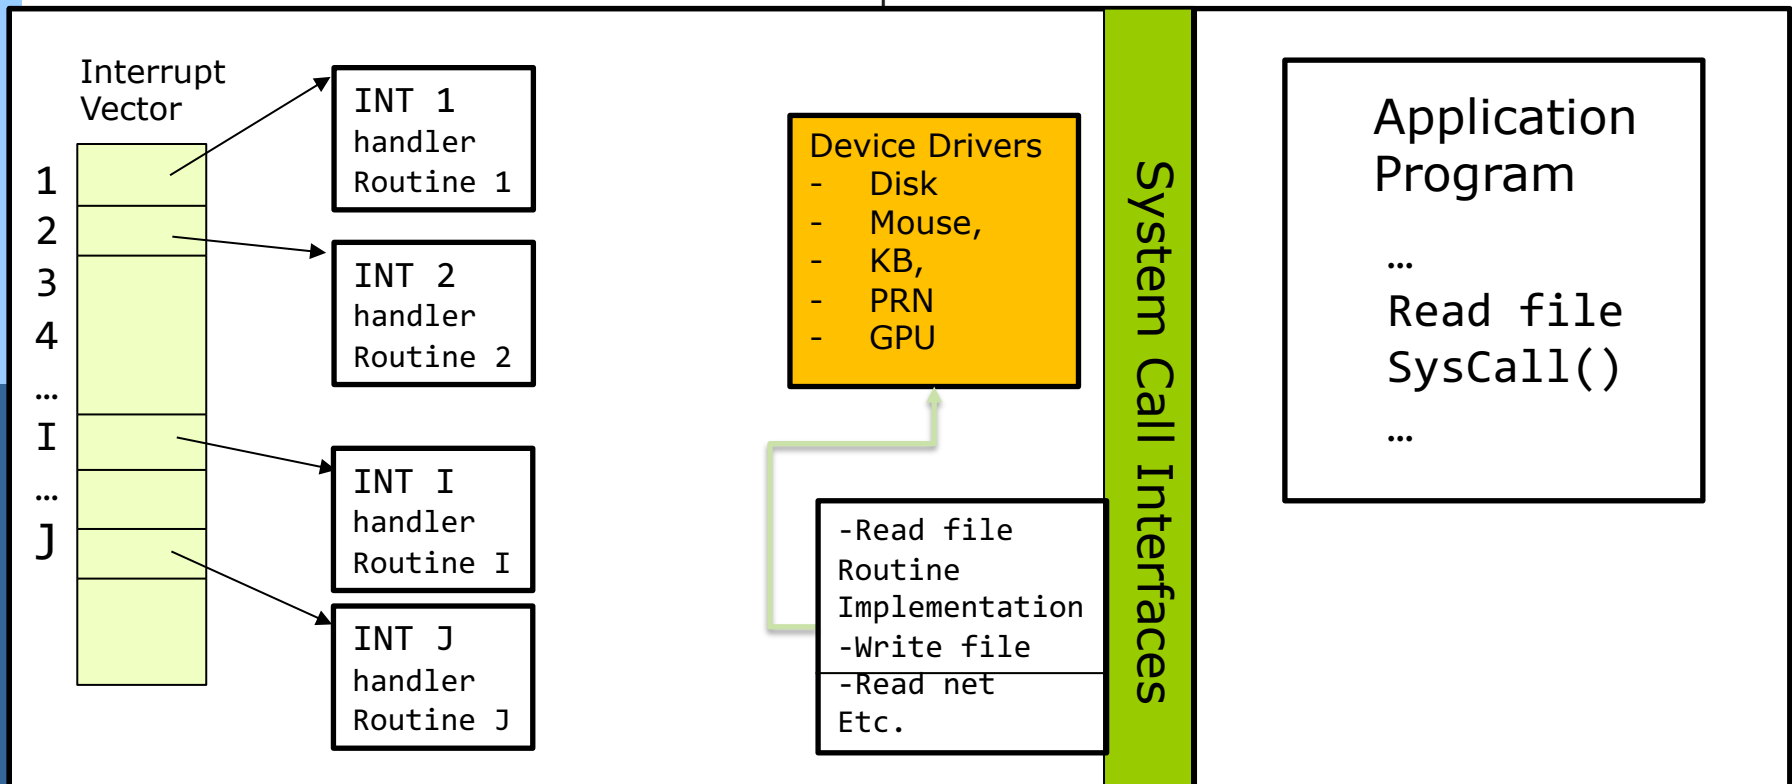 Interrupt
Vector
1
2
3
4
…
I
…
J
INT 1
handler
Routine 1
INT 2
handler
Routine 2
INT I
handler
Routine I
INT J
handler
Routine J
Device Drivers
- Disk
- Mouse,
- KB,
- PRN
- GPU
-Read file
Routine
Implementation
-Write file
-Read net
Etc.
System Call Interfaces
Application
Program
…
Read file
SysCall()
…